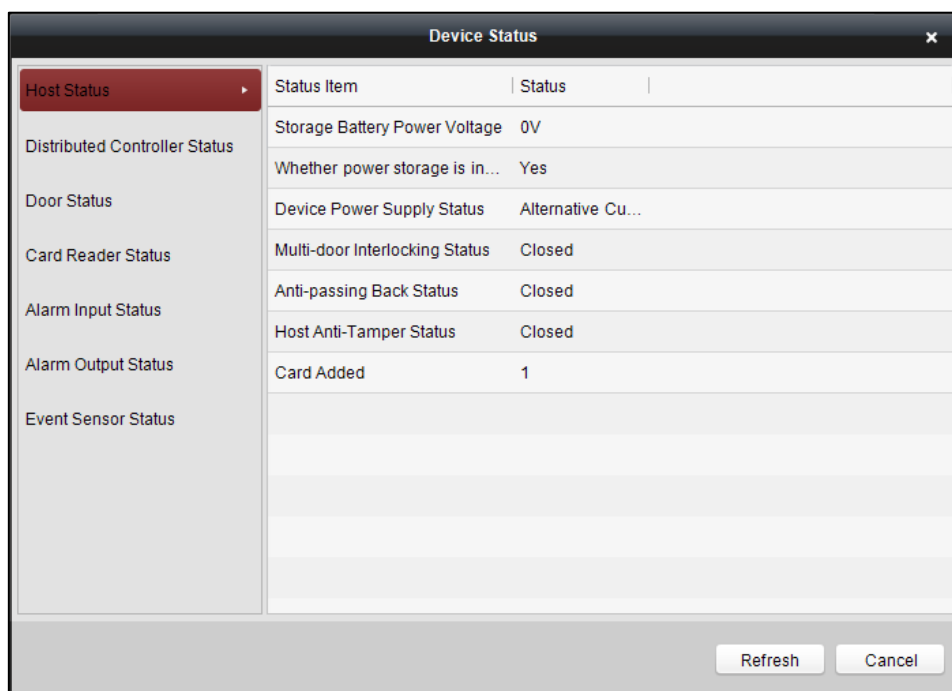 Device Status
Host Status
Distributed Controller Status
Door Status
Card Reader Status
Alarm Input Status
Alarm Output Status
Event Sensor Status
Status Item Status
Storage Battery Power Voltage 0V
Whether power storage is in... Yes
Device Power Supply Status Alternative Cu...
Multi-door Interlocking Status Closed
Anti-passing Back Status Closed
Host Anti-Tamper Status Closed
Card Added 1
Refresh Cancel